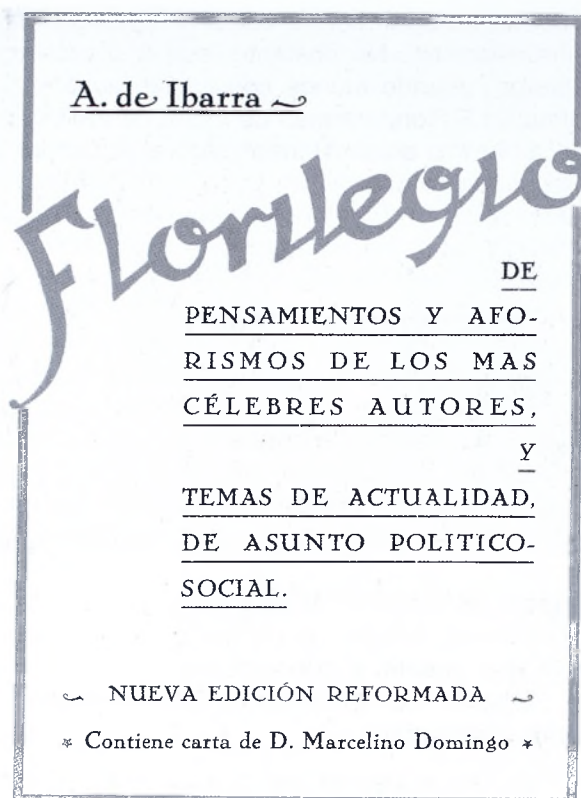 A. de Ibarra
Florilegio
DE
PENSAMIENTOS Y AFO-
RISMOS DE LOS MAS
CÉLEBRES AUTORES,
Y
TEMAS DE ACTUALIDAD,
DE ASUNTO POLITICO-
SOCIAL.
NUEVA EDICIÓN REFORMADA
* Contiene carta de D. Marcelino Domingo *